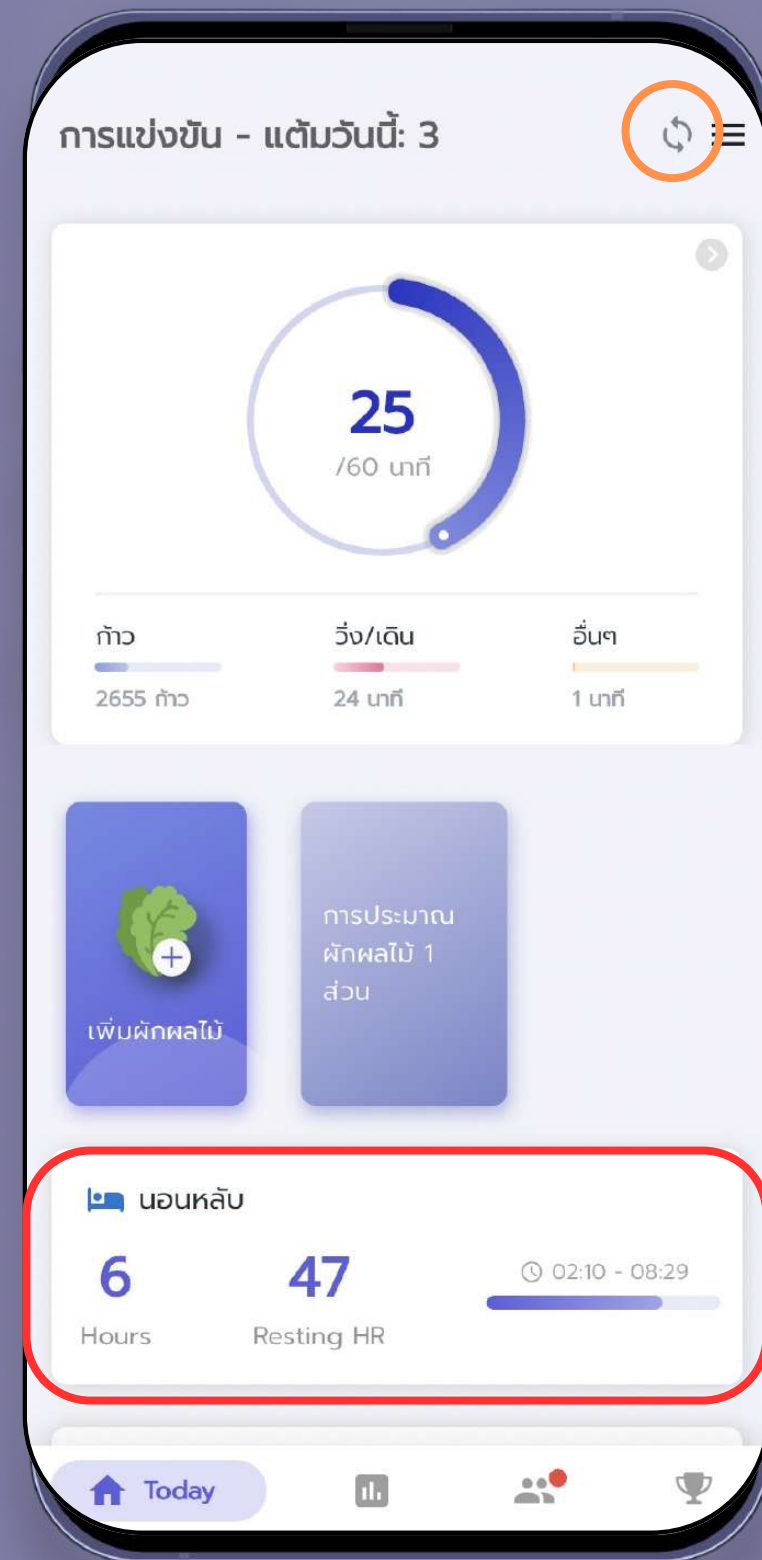 การแข่งขัน - แต้มวันนี้: 3
25
/60 นาที
ก้าว
วิ่ง/เดิน
อื่นๆ
2655 ก้าว
24 นาที
1 นาที
เพิ่มผักผลไม้
การประมาณ
ผักผลไม้ 1
ส่วน
นอนหลับ
6
47
02:10 - 08:29
Hours
Resting HR
Today